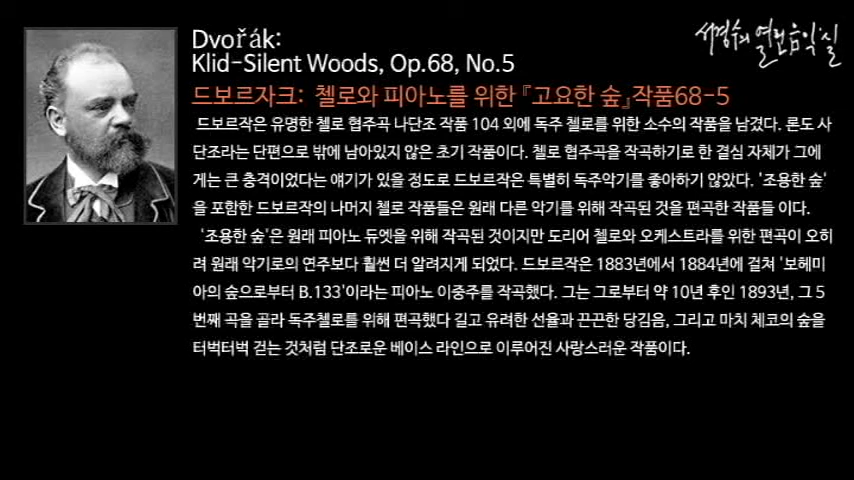 서경수의 열린음악실
Dvořák:
Klid-Silent Woods, Op.68, No.5
드보르자크: 첼로와 피아노를 위한『고요한 숲』작품68-5
드보르작은 유명한 첼로 협주곡 나단조 작품 104 외에 독주 첼로를 위한 소수의 작품을 남겼다. 론도 사
단조라는 단편으로 밖에 남아있지 않은 초기 작품이다. 첼로 협주곡을 작곡하기로 한 결심 자체가 그에
게는 큰 충격이었다는 얘기가 있을 정도로 드보르작은 특별히 독주악기를 좋아하기 않았다. '조용한 숲'
을 포함한 드보르작의 나머지 첼로 작품들은 원래 다른 악기를 위해 작곡된 것을 편곡한 작품들 이다.
'조용한 숲'은 원래 피아노 듀엣을 위해 작곡된 것이지만 도리어 첼로와 오케스트라를 위한 편곡이 오히
려 원래 악기로의 연주보다 훨씬 더 알려지게 되었다. 드보르작은 1883년에서 1884년에 걸쳐 '보헤미
아의 숲으로부터 B.133'이라는 피아노 이중주를 작곡했다. 그는 그로부터 약 10년 후인 1893년, 그 5
번째 곡을 골라 독주첼로를 위해 편곡했다 길고 유려한 선율과 끈끈한 당김음, 그리고 마치 체코의 숲을
터벅터벅 걷는 것처럼 단조로운 베이스 라인으로 이루어진 사랑스러운 작품이다.